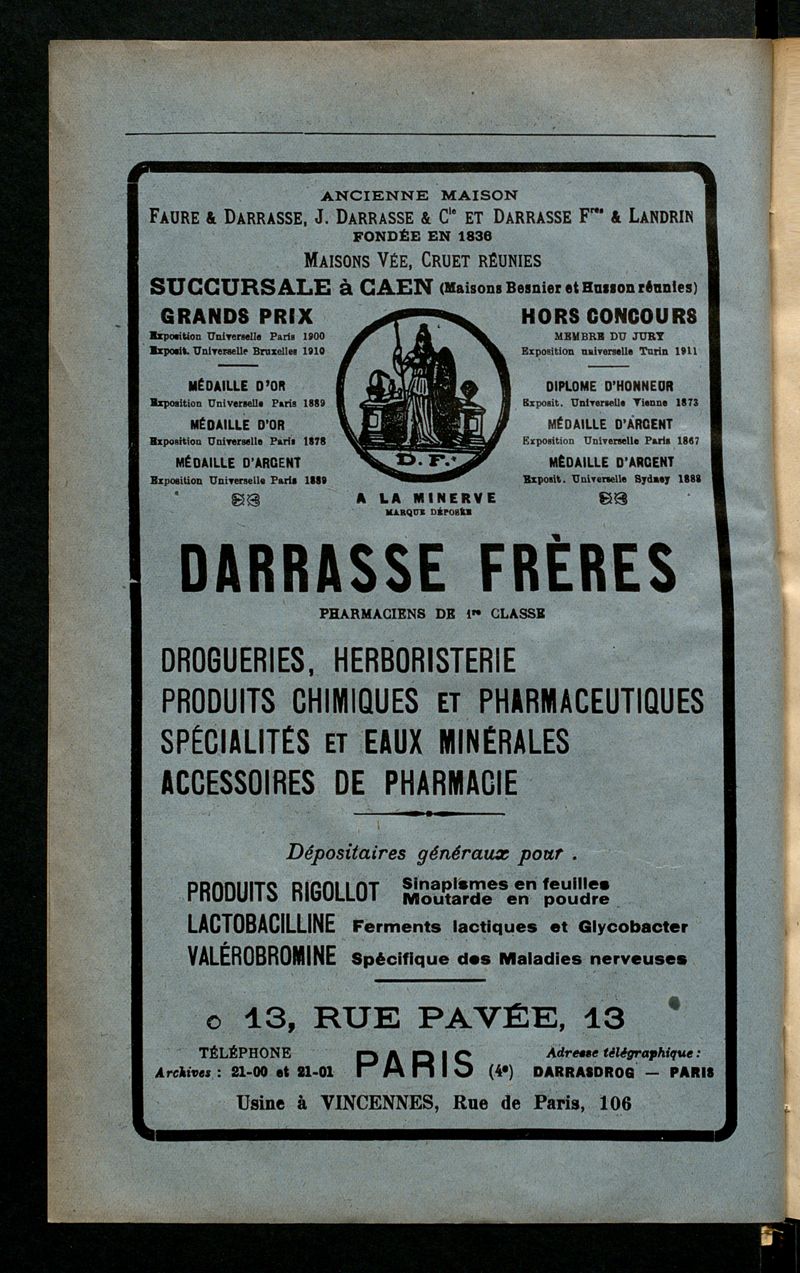 ANCIENNE MAISON
FAURE & DARRASSE, J. DARRASSE & Cie ET DARRASSE Fres & LANDRIN
FONDÉE EN 1836
MAISONS VÉE, CRUET RÉUNIES
SUCCURSALE à CAEN (Maisons Besnier et Husson réunies)
GRANDS PRIX
Exposition Universelle Paris 1900
Exposit. Universelle Bruxelles 1910
MÉDAILLE D'OR
Exposition Universelle Paris 1889
MÉDAILLE D'OR
Exposition Universelle Paris 1878
MÉDAILLE D'ARGENT
Exposition Universelle Paris 1889
D. F.
A LA MINERVE
MARQUE DÉPOSÉE
HORS CONCOURS
MEMBRE DU JURY
Exposition universelle Turin 1911
DIPLOME D'HONNEUR
Exposit. Universelle Vienne 1873
MÉDAILLE D'ARGENT
Exposition Universelle Paris 1867
MÉDAILLE D'ARGENT
Exposit. Universelle Sydney 1888
DARRASSE FRÈRES
PHARMACIENS DE 1re CLASSE
DROGUERIES, HERBORISTERIE
PRODUITS CHIMIQUES ET PHARMACEUTIQUES
SPÉCIALITÉS ET EAUX MINÉRALES
ACCESSOIRES DE PHARMACIE
Dépositaires généraux pour .
PRODUITS RIGOLLOT Sinapismes en feuilles
Moutarde en poudre
LACTOBACILLINE Ferments lactiques et Glycobacter
VALÉROBROMINE Spécifique des Maladies nerveuses
13, RUE PAVÉE, 13
TÉLÉPHONE
Archives : 21-00 et 21-01
PARIS (4e)
Adresse télégraphique :
DARRASDROG — PARIS
Usine à VINCENNES, Rue de Paris, 106